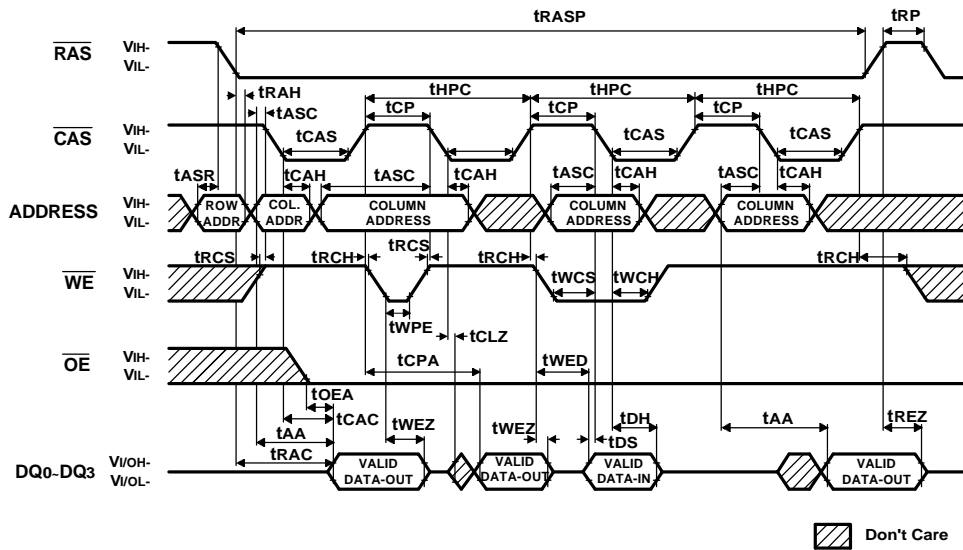 tRASP tRP
RAS VIH-
VIL-
tRAH tASC tHPC tHPC tHPC
tCP tCP tCP
CAS VIH-
VIL-
tCAS tCAS tCAS
tASR tCAH tASC tCAH tASC tCAH tASC tCAH
ADDRESS VIH-
VIL-
ROW ADDR
COL. ADDR
COLUMN ADDRESS
COLUMN ADDRESS
COLUMN ADDRESS
tRCS tRCH tRCS tRCH tRCH
WE VIH-
VIL-
tWCS tWCH
tWPE tCLZ
OE VIH-
VIL-
tCPA tWED
tOEA
tCAC
tAA
tRAC
tWEZ tWEZ tDH tDS tAA tREZ
DQ0~DQ3 VI/OH-
VI/OL-
VALID DATA-OUT
VALID DATA-OUT
VALID DATA-IN
VALID DATA-OUT
Don't Care